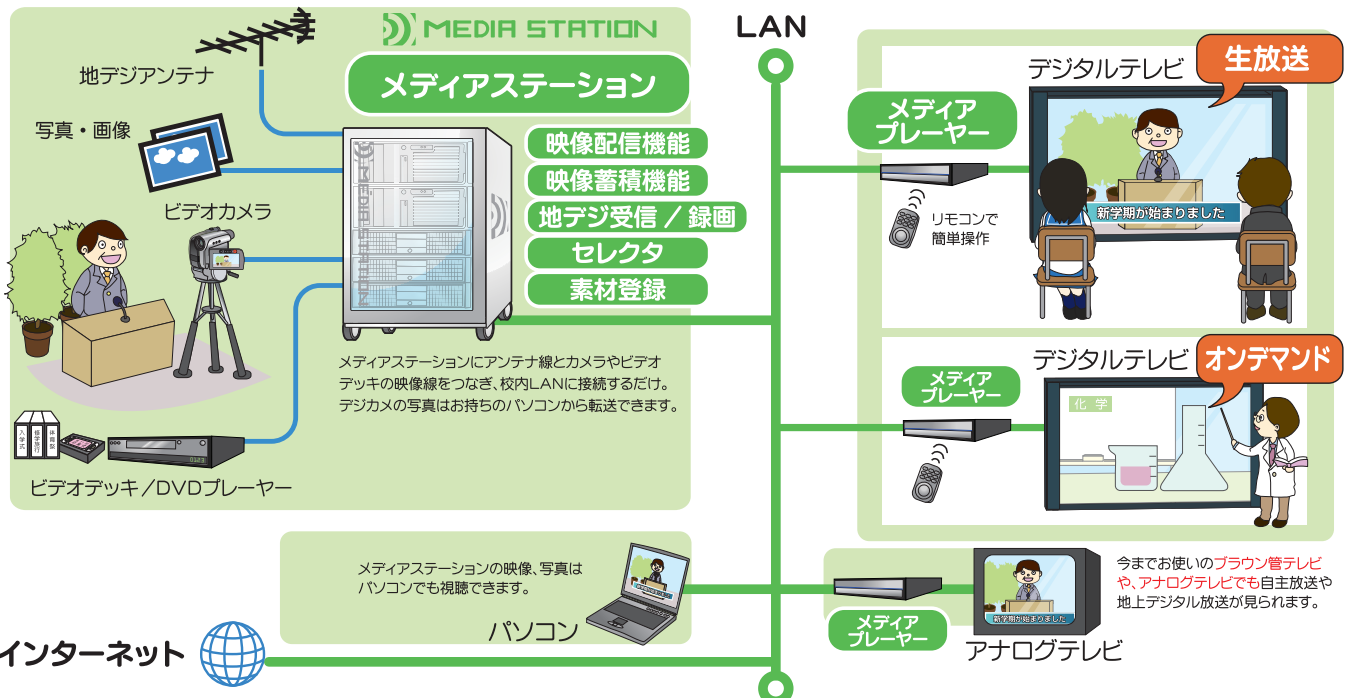 MEDIA STATION
メディアステーション
地デジアンテナ
写真・画像
ビデオカメラ
MEDIA STATION
映像配信機能
映像蓄積機能
地デジ受信 / 録画
セレクタ
素材登録
メディアステーションにアンテナ線とカメラやビデオ
デッキの映像線をつなぎ、校内LANに接続するだけ。
デジカメの写真はお持ちのパソコンから転送できます。
入学式
修学旅行
体育祭
0123
ビデオデッキ/DVDプレーヤー
LAN
デジタルテレビ
生放送
メディア
プレーヤー
リモコンで
簡単操作
新学期が始まりました
デジタルテレビ
オンデマンド
メディア
プレーヤー
化 学
メディアステーションの映像、写真は
パソコンでも視聴できます。
パソコン
メディア
プレーヤー
新学期が始まりました
アナログテレビ
今までお使いのブラウン管テレビ
や、アナログテレビでも自主放送や
地上デジタル放送が見られます。
インターネット